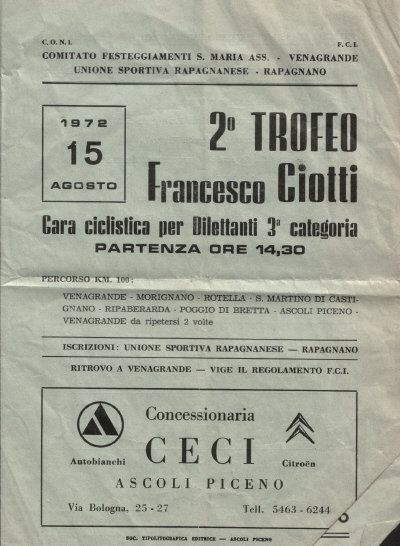 C.O.N.I. F.C.I.
COMITATO FESTEGGIAMENTI S. MARIA ASS. - VENAGRANDE
UNIONE SPORTIVA RAPAGNANESE - RAPAGNANO
1972
15
AGOSTO
2º TROFEO
Francesco Ciotti
Gara ciclistica per Dilettanti 3ª categoria
PARTENZA ORE 14,30
PERCORSO KM. 100:
VENAGRANDE - MORIGNANO - ROTELLA - S. MARTINO DI CASTI-
GNANO - RIPABERARDA - POGGIO DI BRETTA - ASCOLI PICENO -
VENAGRANDE da ripetersi 2 volte
ISCRIZIONI: UNIONE SPORTIVA RAPAGNANESE — RAPAGNANO
RITROVO A VENAGRANDE — VIGE IL REGOLAMENTO F.C.I.
Concessionaria
CECI
Autobianchi Citroën
ASCOLI PICENO
Via Bologna, 25 - 27 Tell. 5463 - 6244
SOC. TIPOLITOGRAFICA EDITRICE — ASCOLI PICENO